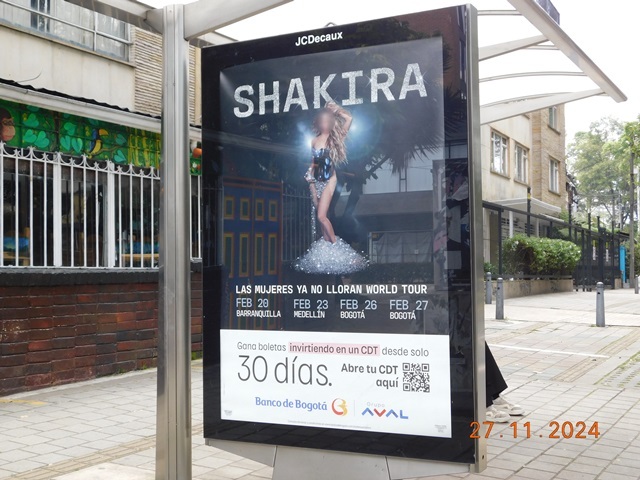 JCDecaux
SHAKIRA
LAS MUJERES YA NO LLORAN WORLD TOUR
FEB 20 FEB 23 FEB 26 FEB 27
BARRANQUILLA MEDELLÍN BOGOTÁ BOGOTÁ
Gana boletas invirtiendo en un CDT desde solo
30 días.
Abre tu CDT
aquí
Banco de Bogotá
Grupo
AVAL
27.11.2024